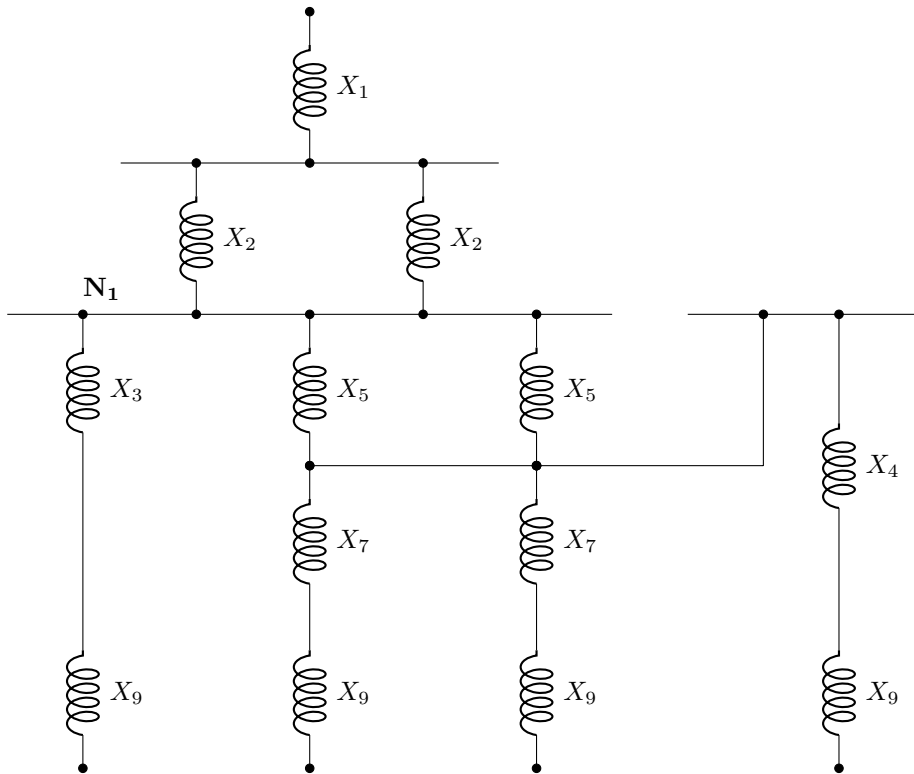 X₁
X₂ X₂
N₁
X₃ X₅ X₅
X₄
X₇ X₇
X₉ X₉ X₉ X₉